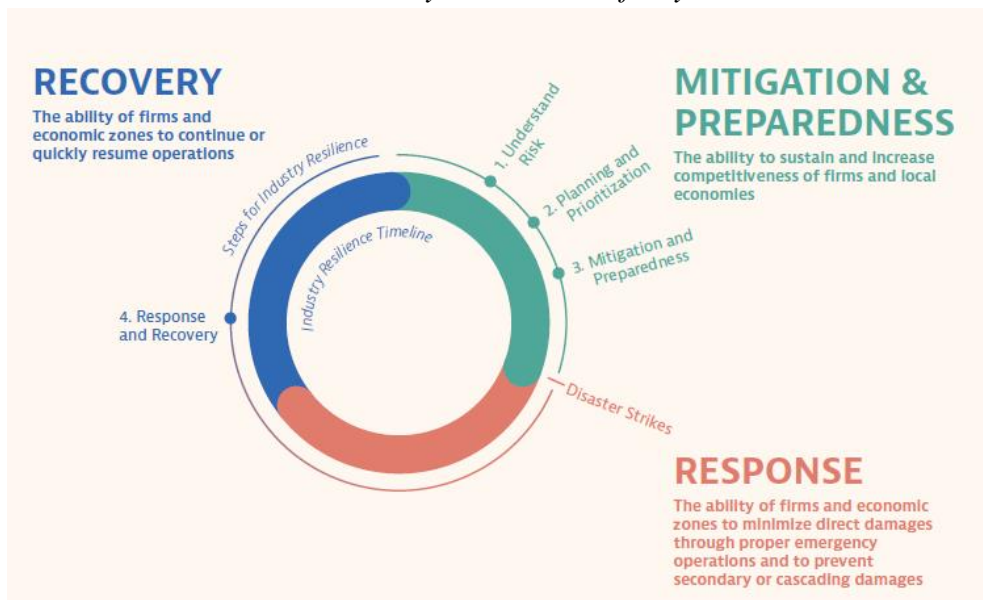 RECOVERY
The ability of firms and
economic zones to continue or
quickly resume operations
MITIGATION &
PREPAREDNESS
The ability to sustain and increase
competitiveness of firms and local
economies
Steps for Industry Resilience
Industry Resilience Timeline
1. Understand
Risk
2. Planning and
Prioritization
3. Mitigation and
Preparedness
4. Response
and Recovery
Disaster Strikes
RESPONSE
The ability of firms and economic
zones to minimize direct damages
through proper emergency
operations and to prevent
secondary or cascading damages